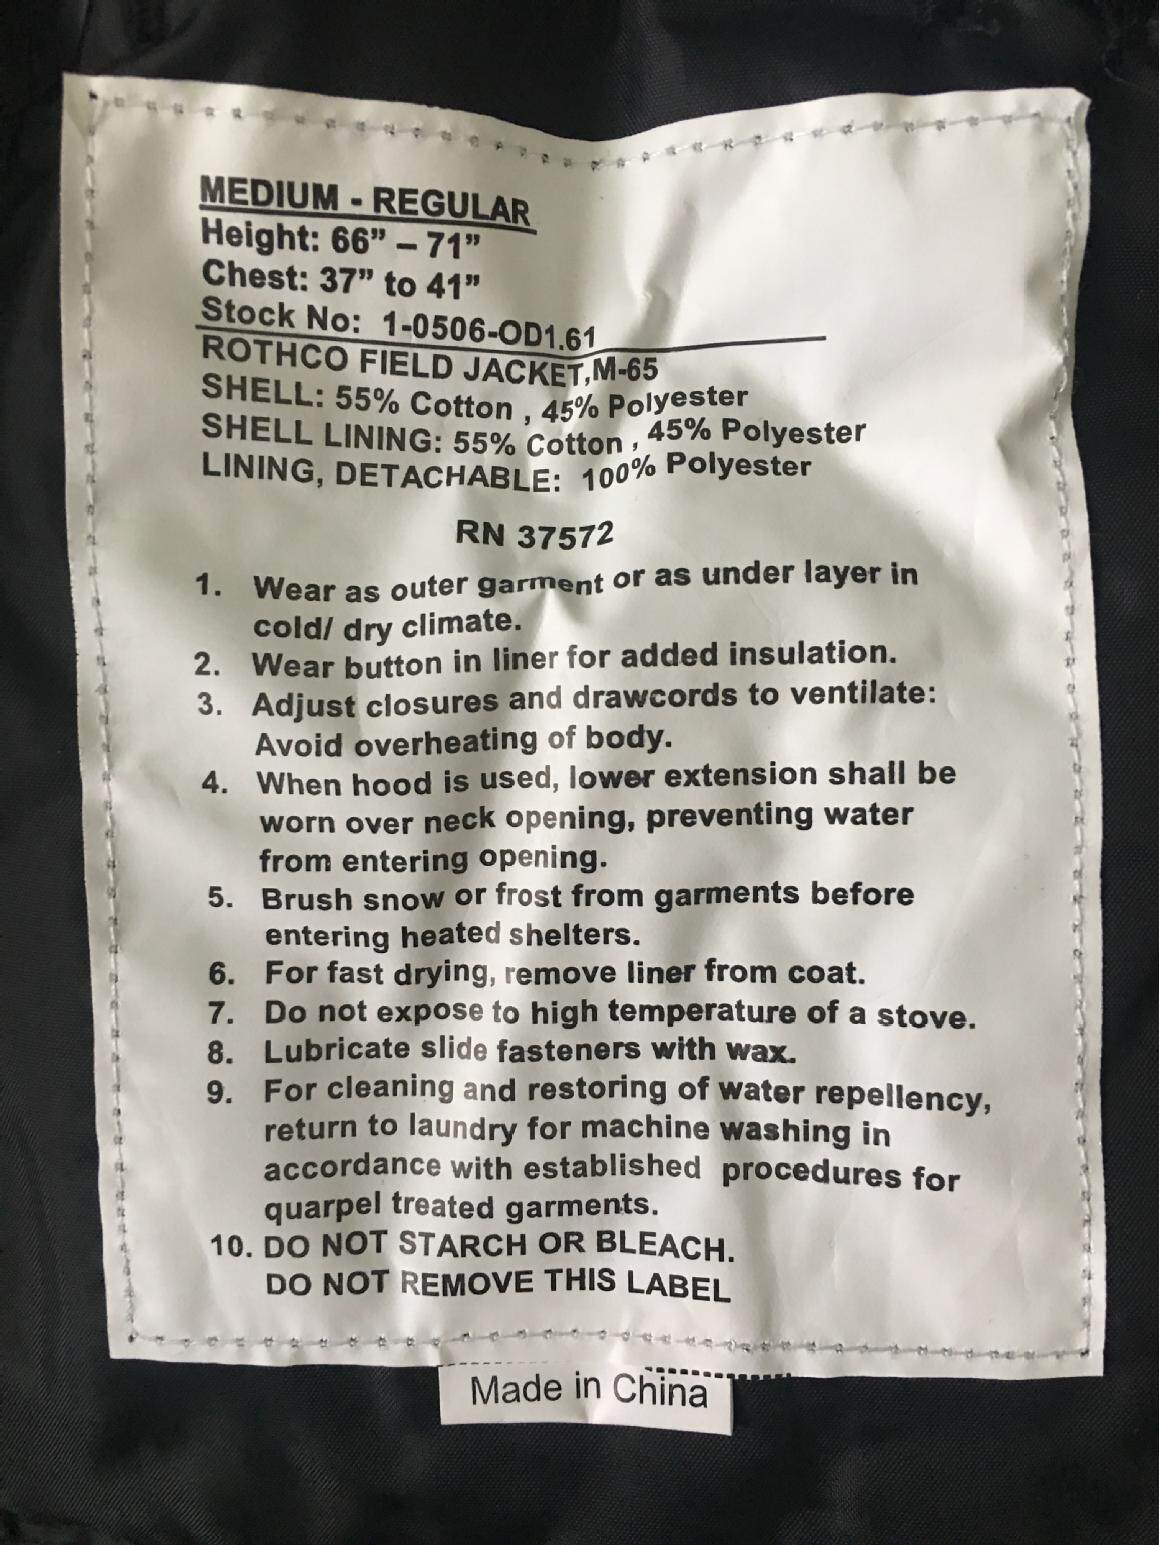 MEDIUM - REGULAR
Height: 66” – 71”
Chest: 37” to 41”
Stock No: 1-0506-OD1.61
ROTHCO FIELD JACKET,M-65
SHELL: 55% Cotton , 45% Polyester
SHELL LINING: 55% Cotton , 45% Polyester
LINING, DETACHABLE: 100% Polyester
RN 37572
1. Wear as outer garment or as under layer in
cold/ dry climate.
2. Wear button in liner for added insulation.
3. Adjust closures and drawcords to ventilate:
Avoid overheating of body.
4. When hood is used, lower extension shall be
worn over neck opening, preventing water
from entering opening.
5. Brush snow or frost from garments before
entering heated shelters.
6. For fast drying, remove liner from coat.
7. Do not expose to high temperature of a stove.
8. Lubricate slide fasteners with wax.
9. For cleaning and restoring of water repellency,
return to laundry for machine washing in
accordance with established procedures for
quarpel treated garments.
10. DO NOT STARCH OR BLEACH.
DO NOT REMOVE THIS LABEL
Made in China